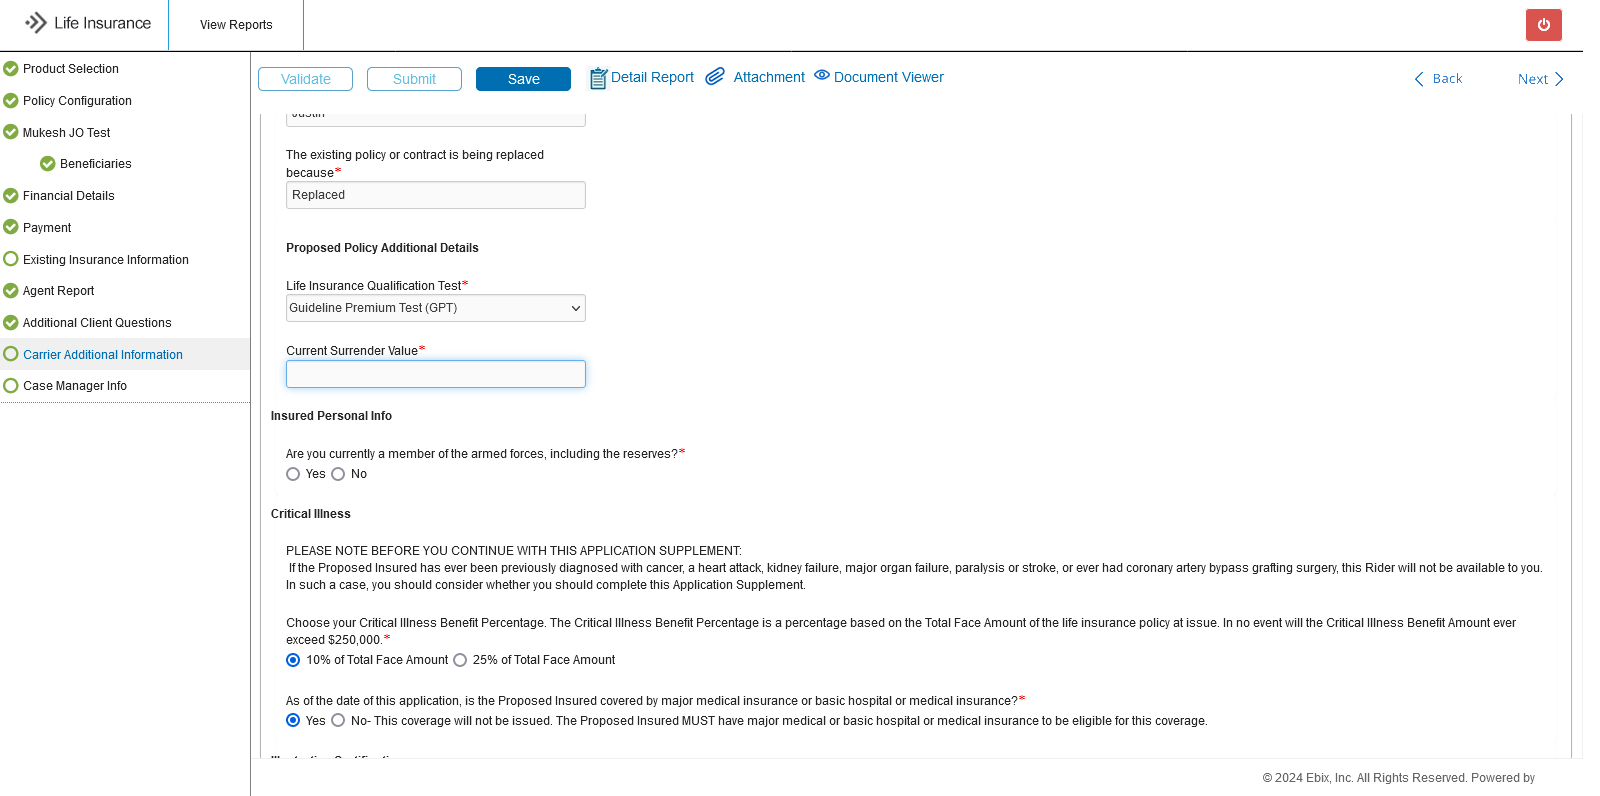 Life Insurance
View Reports
Product Selection
Policy Configuration
Mukesh JO Test
Beneficiaries
Financial Details
Payment
Existing Insurance Information
Agent Report
Additional Client Questions
Carrier Additional Information
Case Manager Info
Validate
Submit
Save
Detail Report
Attachment
Document Viewer
Back
Next
Justin
The existing policy or contract is being replaced
because*
Replaced
Proposed Policy Additional Details
Life Insurance Qualification Test*
Guideline Premium Test (GPT)
Current Surrender Value*
Insured Personal Info
Are you currently a member of the armed forces, including the reserves?*
Yes No
Critical Illness
PLEASE NOTE BEFORE YOU CONTINUE WITH THIS APPLICATION SUPPLEMENT:
If the Proposed Insured has ever been previously diagnosed with cancer, a heart attack, kidney failure, major organ failure, paralysis or stroke, or ever had coronary artery bypass grafting surgery, this Rider will not be available to you.
In such a case, you should consider whether you should complete this Application Supplement.
Choose your Critical Illness Benefit Percentage. The Critical Illness Benefit Percentage is a percentage based on the Total Face Amount of the life insurance policy at issue. In no event will the Critical Illness Benefit Amount ever
exceed $250,000.*
10% of Total Face Amount 25% of Total Face Amount
As of the date of this application, is the Proposed Insured covered by major medical insurance or basic hospital or medical insurance?*
Yes No- This coverage will not be issued. The Proposed Insured MUST have major medical or basic hospital or medical insurance to be eligible for this coverage.
© 2024 Ebix, Inc. All Rights Reserved. Powered by